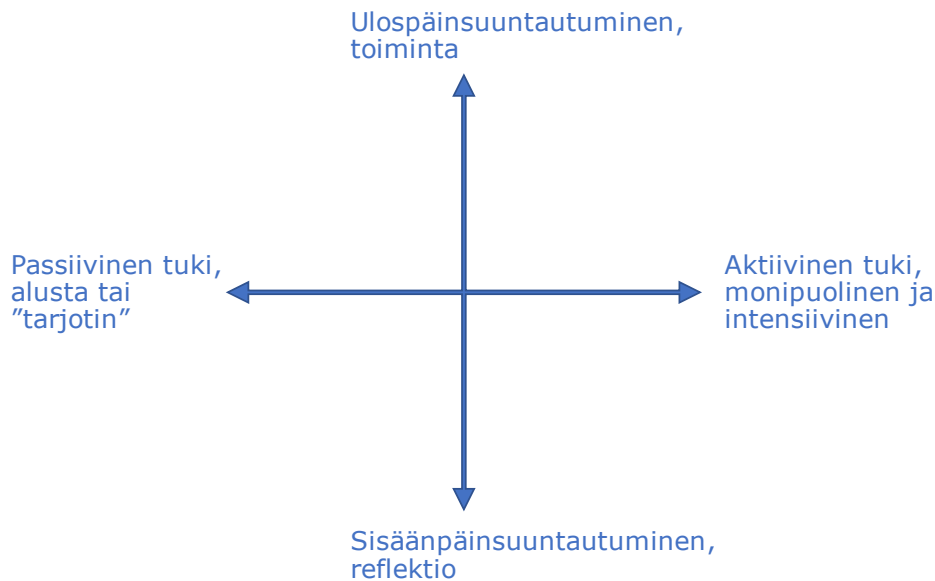 Ulospäinsuuntautuminen,
toiminta
Passiivinen tuki,
alusta tai
”tarjotin”
Aktiivinen tuki,
monipuolinen ja
intensiivinen
Sisäänpäinsuuntautuminen,
reflektio